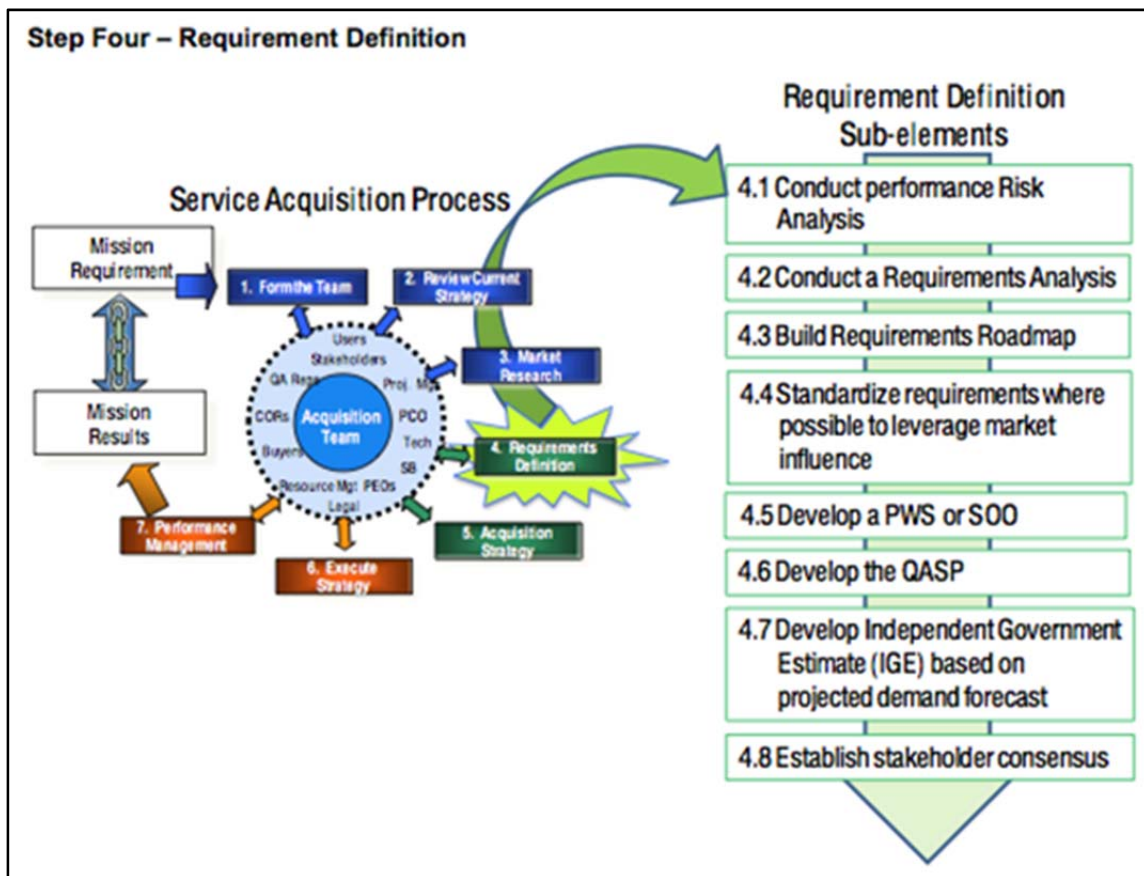 Step Four – Requirement Definition
Requirement Definition
Sub-elements
4.1 Conduct performance Risk
Analysis
4.2 Conduct a Requirements Analysis
4.3 Build Requirements Roadmap
4.4 Standardize requirements where
possible to leverage market
influence
4.5 Develop a PWS or SOO
4.6 Develop the QASP
4.7 Develop Independent Government
Estimate (IGE) based on
projected demand forecast
4.8 Establish stakeholder consensus
Service Acquisition Process
Mission
Requirement
Mission
Results
1. Form the Team
2. Review Current
Strategy
3. Market
Research
4. Requirements
Definition
5. Acquisition
Strategy
6. Execute
Strategy
7. Performance
Management
Users
Stakeholders
QA Reps
Proj. Mgt
CORs
Acquisition
Team
PCO
Tech
Buyers
SB
Resource Mgt PEOs
Legal